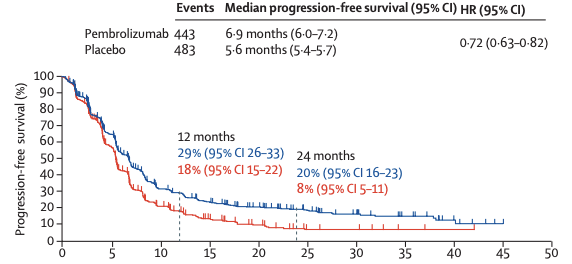 Events Median progression-free survival (95% CI) HR (95% CI)
Pembrolizumab 443 6·9 months (6·0–7·2)
Placebo 483 5·6 months (5·4–5·7)
0·72 (0·63–0·82)
Progression-free survival (%)
100
90
80
70
60
50
40
30
20
10
0
12 months
29% (95% CI 26–33)
18% (95% CI 15–22)
24 months
20% (95% CI 16–23)
8% (95% CI 5–11)
0 5 10 15 20 25 30 35 40 45 50